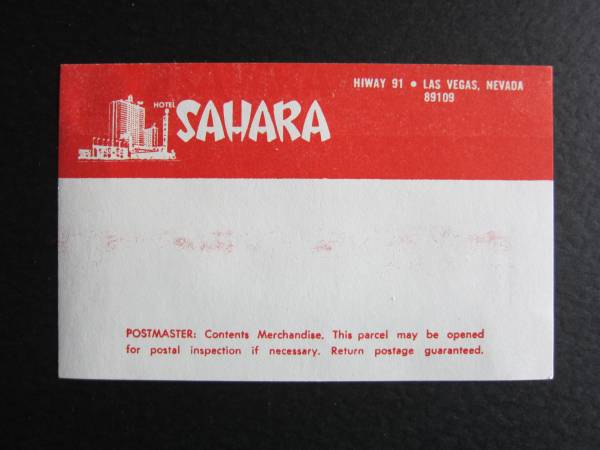 HOTEL SAHARA
HIWAY 91 • LAS VEGAS, NEVADA
89109
POSTMASTER: Contents Merchandise. This parcel may be opened
for postal inspection if necessary. Return postage guaranteed.